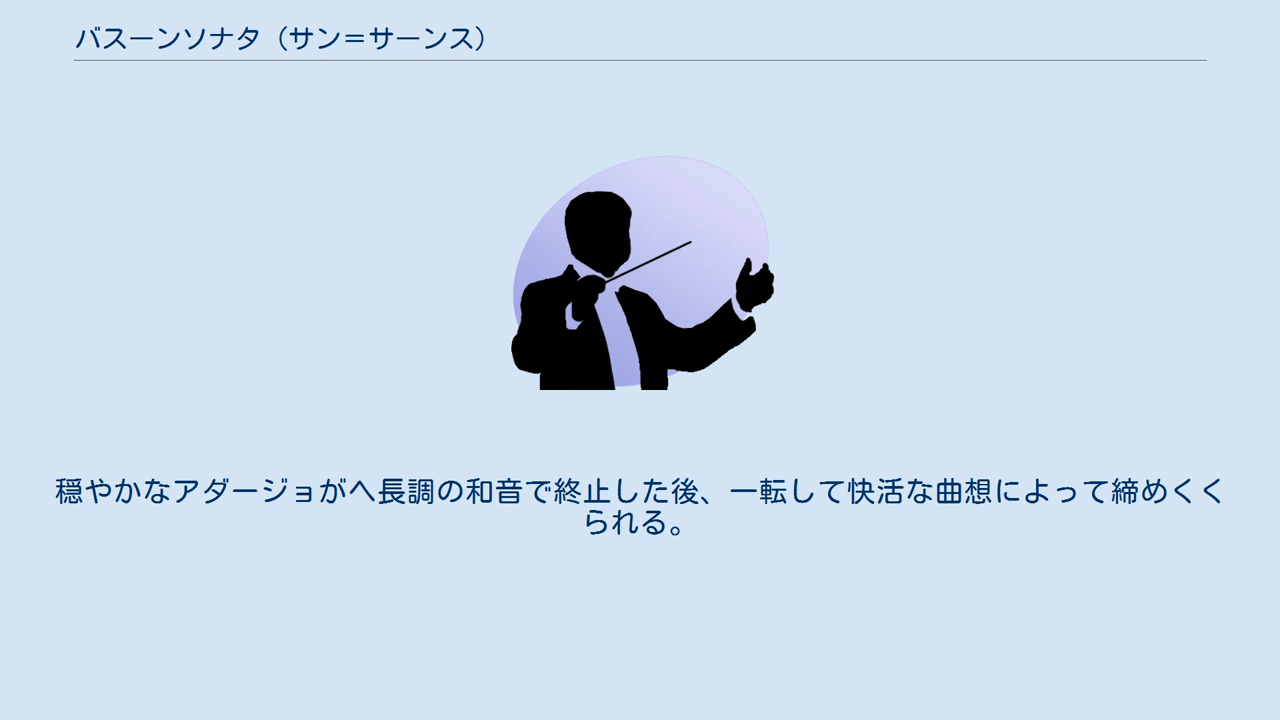 バスーンソナタ（サン＝サーンス）
穏やかなアダージョがヘ長調の和音で終止した後、一転して快活な曲想によって締めくく
られる。